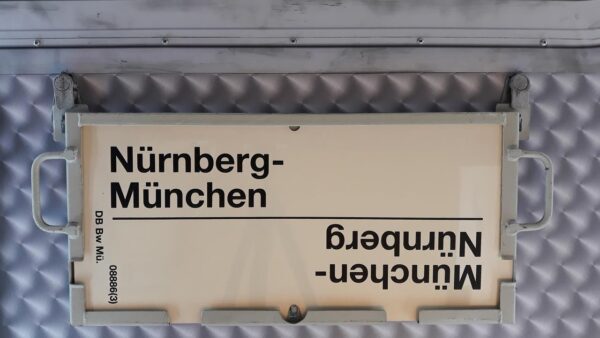 Nürnberg-
München
München-
Nürnberg
DB Bw Mü. 08886(3)